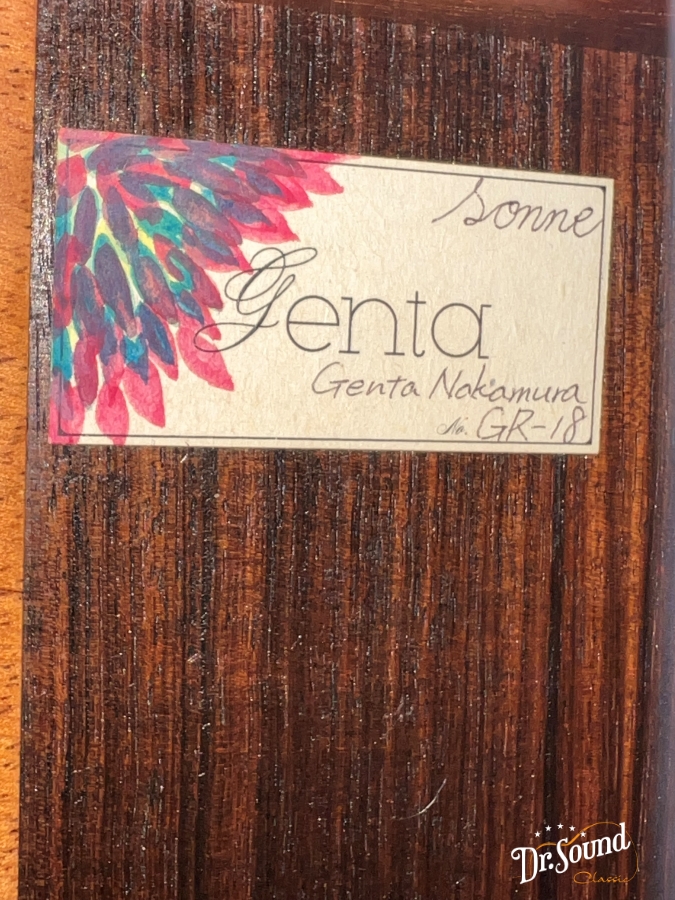 Sonne
Genta
Genta Nakamura
No. GR-18
Dr. Sound
Classic